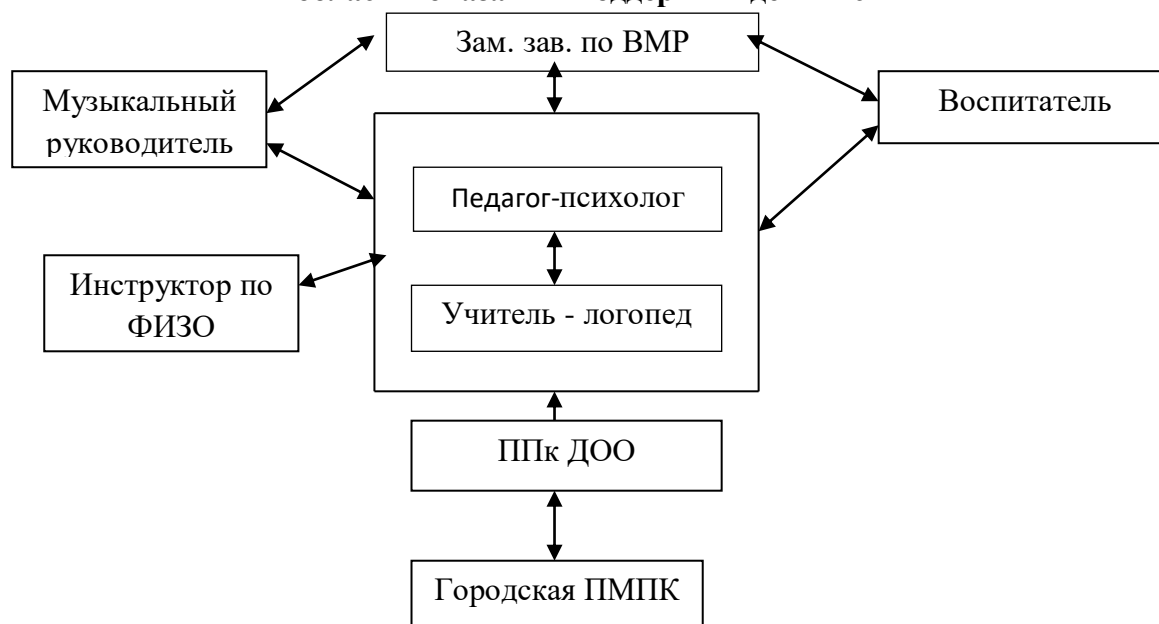 Зам. зав. по ВМР
Музыкальный
руководитель
Воспитатель
Педагог-психолог
Инструктор по
ФИЗО
Учитель - логопед
ППк ДОО
Городская ПМПК